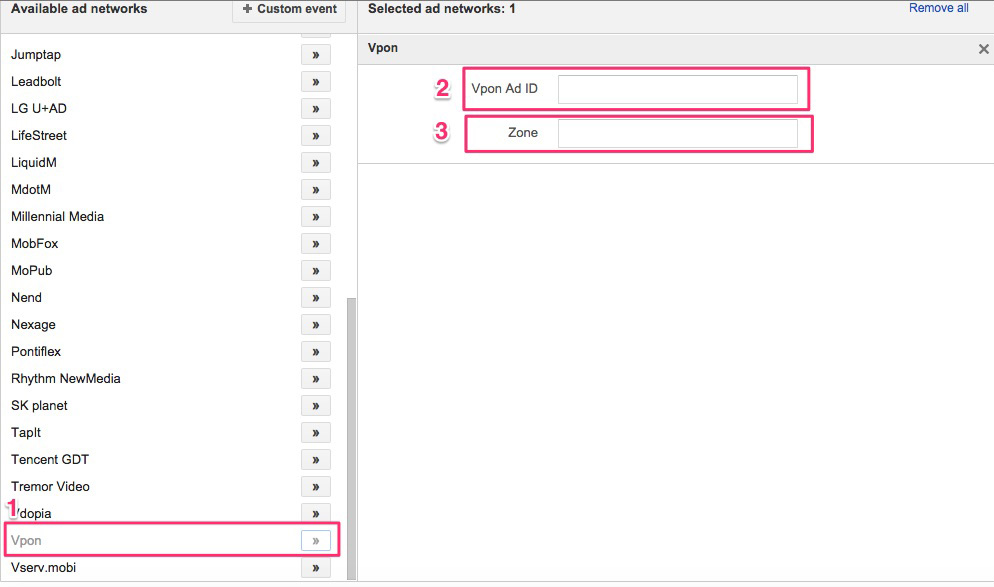 Available ad networks
+ Custom event
Jumptap »
Leadbolt »
LG U+AD »
LifeStreet »
LiquidM »
MdotM »
Millennial Media »
MobFox »
MoPub »
Nend »
Nexage »
Pontiflex »
Rhythm NewMedia »
SK planet »
TapIt »
Tencent GDT »
Tremor Video »
1
Vdopia »
Vpon »
Vserv.mobi »
Selected ad networks: 1
Remove all
Vpon ×
2 Vpon Ad ID
3 Zone